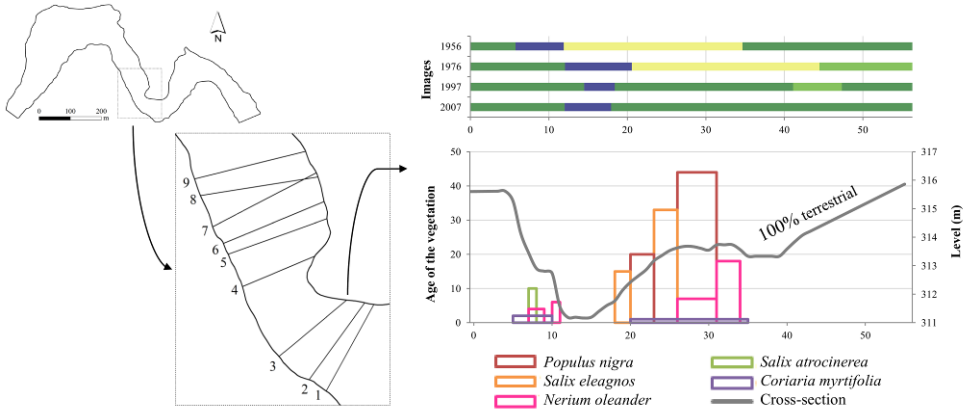 N
0 100 200
m
9
8
7
6
5
4
3
2
1
Images
1956
1976
1997
2007
0 10 20 30 40 50
Age of the vegetation
50
40
30
20
10
0
0 10 20 30 40 50
100% terrestrial
317
316
315
314
313
312
311
Level (m)
Populus nigra
Salix eleagnos
Nerium oleander
Salix atrocinerea
Coriaria myrtifolia
Cross-section